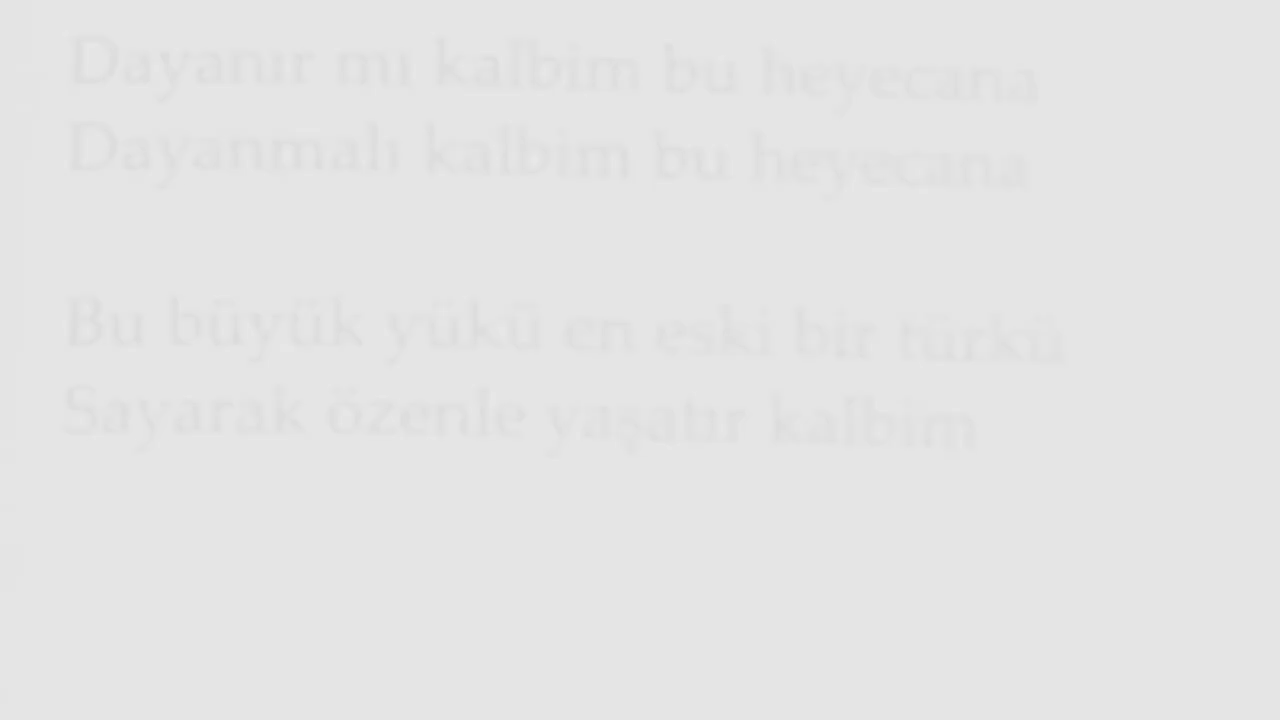 Dayanır mı kalbim bu heyecana
Dayanmalı kalbim bu heyecana
Bu büyük yükü en eski bir türkü
Sayarak özenle yaşatır kalbim